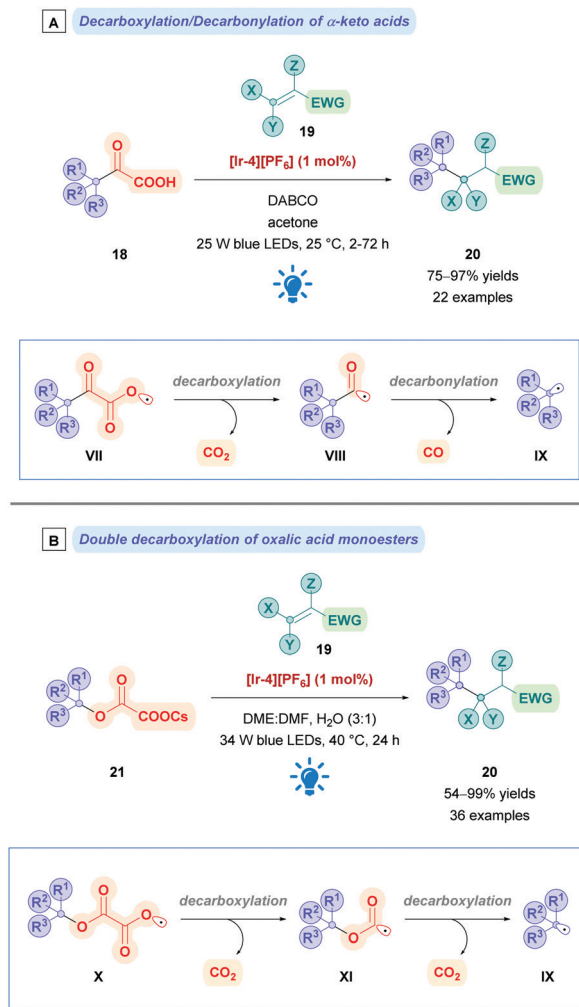 A Decarboxylation/Decarbonylation of α-keto acids
Z
X
EWG
Y
19
[Ir-4][PF6] (1 mol%)
DABCO
acetone
25 W blue LEDs, 25 °C, 2-72 h
O
R1
R2
COOH
R3
18
Z
R1
R2
R3
EWG
X Y
20
75–97% yields
22 examples
O
R1 O
R2
R3 O
VII
decarboxylation
CO2
O
R1
R2
R3
VIII
decarbonylation
CO
R1
R2
R3
IX
B Double decarboxylation of oxalic acid monoesters
Z
X
EWG
Y
19
[Ir-4][PF6] (1 mol%)
DME:DMF, H2O (3:1)
34 W blue LEDs, 40 °C, 24 h
R1 O
R2
R3 O COOCs
21
Z
R1
R2
R3
EWG
X Y
20
54–99% yields
36 examples
R1 O
R2 O
R3 O
O
X
decarboxylation
CO2
R1 O
R2
R3 O
XI
decarboxylation
CO2
R1
R2
R3
IX